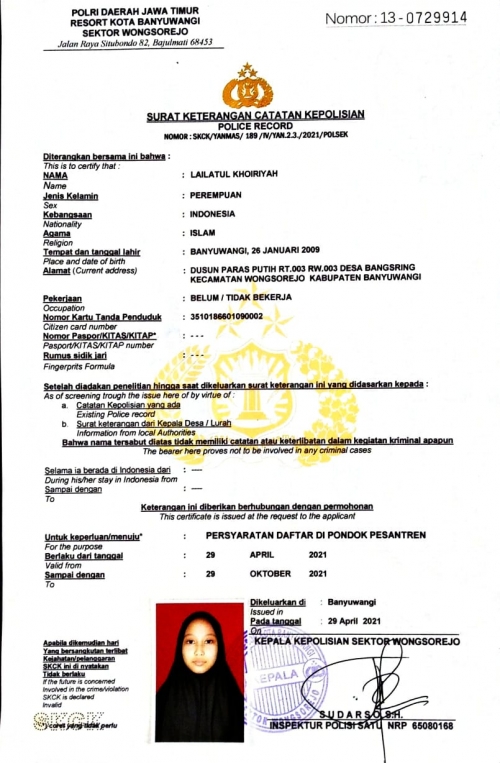 POLRI DAERAH JAWA TIMUR
RESORT KOTA BANYUWANGI
SEKTOR WONGSOREJO
Jalan Raya Situbondo 82, Bajulmati 68453
Nomor : 13 - 0729914
SURAT KETERANGAN CATATAN KEPOLISIAN
POLICE RECORD
NOMOR : SKCK/YANMAS/ 189 /IV/YAN.2.3./2021/POLSEK
Diterangkan bersama ini bahwa :
This is to certify that :
NAMA : LAILATUL KHOIRIYAH
Name
Jenis Kelamin : PEREMPUAN
Sex
Kebangsaan : INDONESIA
Nationality
Agama : ISLAM
Religion
Tempat dan tanggal lahir : BANYUWANGI, 26 JANUARI 2009
Place and date of birth
Alamat (Current address) : DUSUN PARAS PUTIH RT.003 RW.003 DESA BANGSRING
KECAMATAN WONGSOREJO KABUPATEN BANYUWANGI
Pekerjaan : BELUM / TIDAK BEKERJA
Occupation
Nomor Kartu Tanda Penduduk : 3510186601090002
Citizen card number
Nomor Paspor/KITAS/KITAP* : - - -
Pasport/KITAS/KITAP number
Rumus sidik jari : - - -
Fingerprits Formula
Setelah diadakan penelitian hingga saat dikeluarkan surat keterangan ini yang didasarkan kepada :
As of screening trough the issue here of by virtue of :
a. Catatan Kepolisian yang ada
Existing Police record
b. Surat keterangan dari Kepala Desa / Lurah
Information from local Authorities
Bahwa nama tersebut diatas tidak memiliki catatan atau keterlibatan dalam kegiatan kriminal apapun
The bearer here proves not to be involved in any criminal cases
Selama ia berada di Indonesia dari : —
During his/her stay in Indonesia from
Sampai dengan : —
To
Keterangan ini diberikan berhubungan dengan permohonan
This certificate is issued at the request to the applicant
Untuk keperluan/menuju* : PERSYARATAN DAFTAR DI PONDOK PESANTREN
For the purpose
Berlaku dari tanggal : 29 APRIL 2021
Valid from
Sampai dengan : 29 OKTOBER 2021
To
Dikeluarkan di : Banyuwangi
Issued in
Pada tanggal : 29 April 2021
On
KEPALA KEPOLISIAN SEKTOR WONGSOREJO
Apabila dikemudian hari
Yang bersangkutan terlibat
Kejahatan/pelanggaran
SKCK ini di nyatakan
Tidak berlaku
If the future is concerned
Involved in the crime/violation
SKCK is declared
Invalid
SKCK
*) coret yang tidak perlu
KEPALA
SEKTOR WONGSOREJO
SUDARSO,S.H.
INSPEKTUR POLISI SATU NRP 65080168